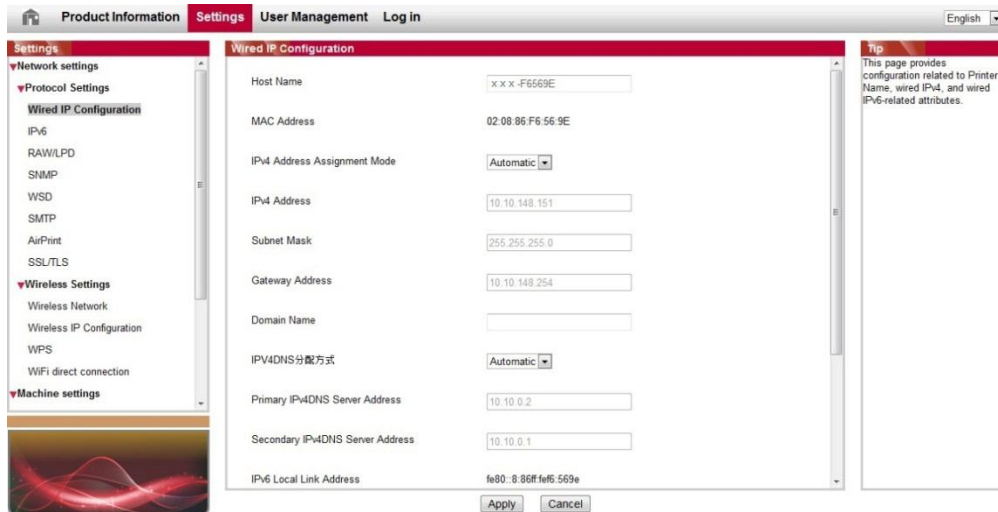 Product Information Settings User Management Log in English
Settings
Network settings
Protocol Settings
Wired IP Configuration
IPv6
RAW/LPD
SNMP
WSD
SMTP
AirPrint
SSL/TLS
Wireless Settings
Wireless Network
Wireless IP Configuration
WPS
WiFi direct connection
Machine settings
Wired IP Configuration
Host Name x x x -F6569E
MAC Address 02:08:86:F6:56:9E
IPv4 Address Assignment Mode Automatic
IPv4 Address 10.10.148.151
Subnet Mask 255.255.255.0
Gateway Address 10.10.148.254
Domain Name
IPV4DNS分配方式 Automatic
Primary IPv4DNS Server Address 10.10.0.2
Secondary IPv4DNS Server Address 10.10.0.1
IPv6 Local Link Address fe80::8:86ff:fef6:569e
Apply Cancel
Tip
This page provides
configuration related to Printer
Name, wired IPv4, and wired
IPv6-related attributes.